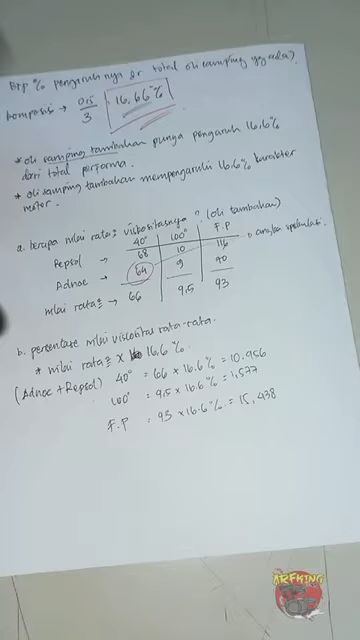 Brp % pengaruhnya dr total oli samping yg ada?
komposisi → 0,5/3 16,66%
* oli samping tambahan punya pengaruh 16,6%
dari total performa.
* oli samping tambahan mempengaruhi 16.6% karakter
motor.
a. berapa nilai rata² viskositasnya? (oli tambahan)
40° 100° F.P
Repsol → 68 10 116
Adnoc → 64 9 90
nilai rata² → 66 9,5 93
b. persentase nilai viscositas rata-rata.
* nilai rata² x 16.6%
(Adnoc + Repsol) 40° = 66 x 16.6% = 10.956
100° = 9,5 x 16.6% = 1,577
F.P = 93 x 16.6% = 15,438
ARFKING